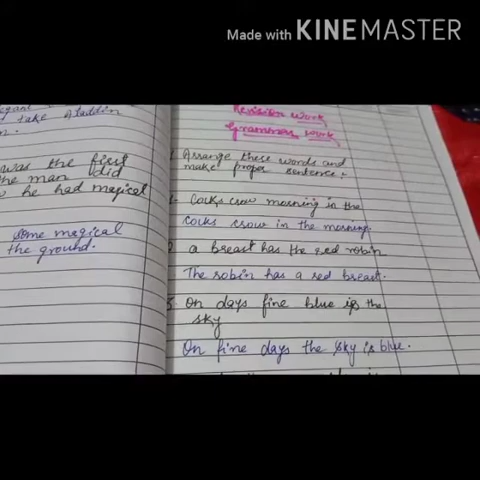 Made with KINEMASTER
take Aladdin
was the first
the man did
he had magical
some magical
the ground.
Revision work
Grammar work
Arrange these words and
make proper sentence.
1- Cocks crow morning in the
cocks crow in the morning.
2. a breast has the red robin
The robin has a red breast.
3. On days fine blue is the
sky
On fine days the sky is blue.